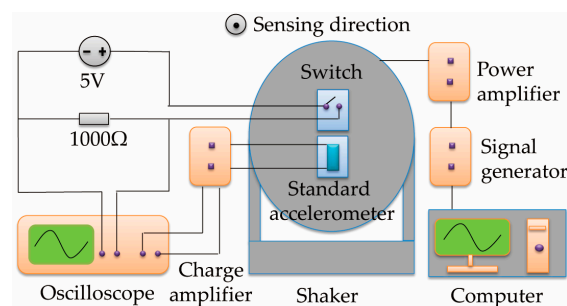 Sensing direction
5V
Switch
Power
amplifier
1000Ω
Signal
generator
Standard
accelerometer
Oscilloscope
Charge
amplifier
Shaker
Computer